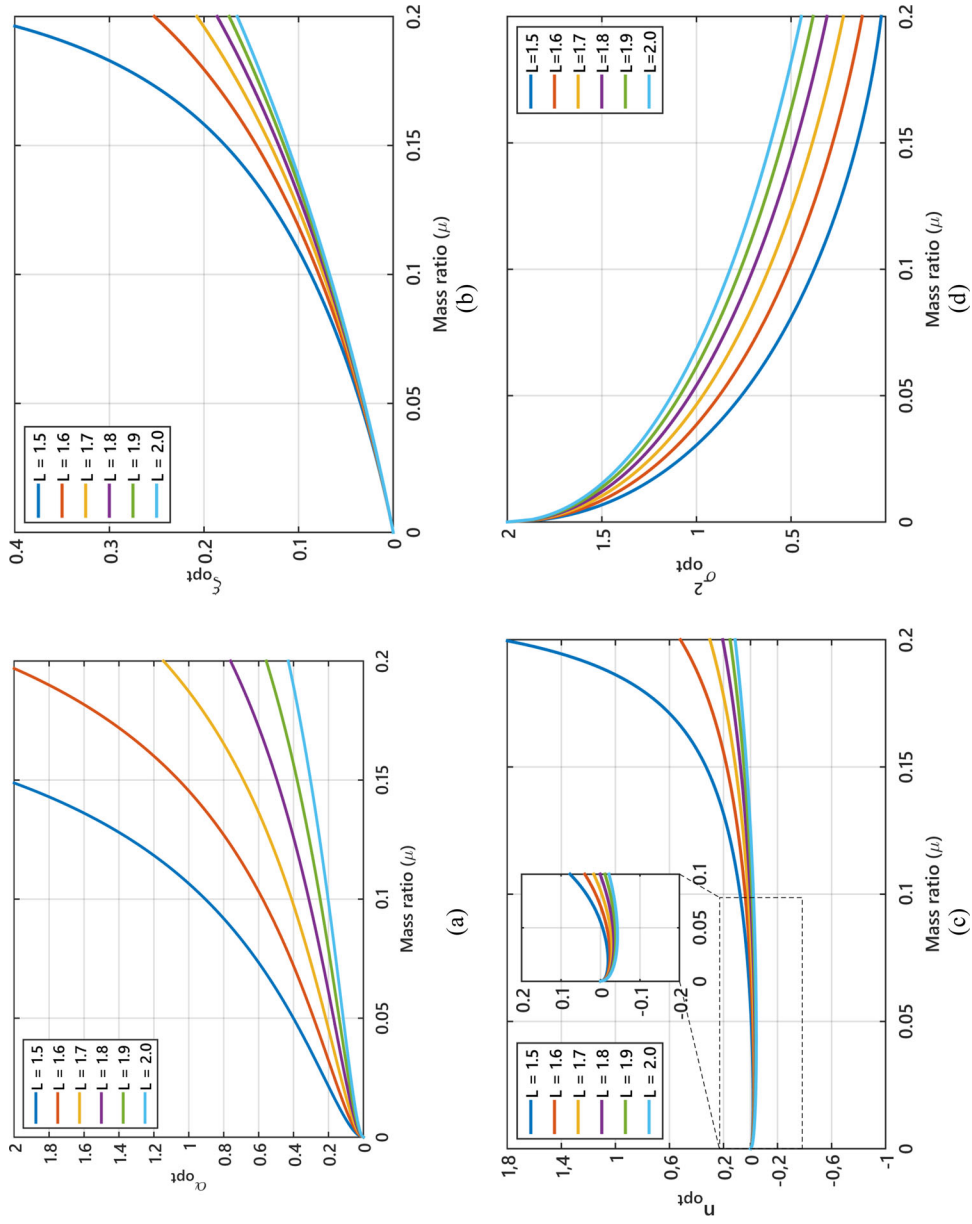 2
1.8
1.6
1.4
1.2
1
0.8
0.6
0.4
0.2
0
α_opt
0
0.05
0.1
0.15
0.2
Mass ratio (μ)
L = 1.5
L = 1.6
L = 1.7
L = 1.8
L = 1.9
L = 2.0
(a)
0.4
0.3
0.2
0.1
0
ξ_opt
0
0.05
0.1
0.15
0.2
Mass ratio (μ)
L = 1.5
L = 1.6
L = 1.7
L = 1.8
L = 1.9
L = 2.0
(b)
1.8
1,4
1
0,6
0,2
0
-0,2
-0,6
-1
n_opt
0
0.05
0.1
0.15
0.2
Mass ratio (μ)
L = 1.5
L = 1.6
L = 1.7
L = 1.8
L = 1.9
L = 2.0
0.2
0.1
0
-0.1
-0.2
0
0.05
0.1
(c)
2
1.5
1
0.5
σ²_opt
0
0.05
0.1
0.15
0.2
Mass ratio (μ)
L=1.5
L=1.6
L=1.7
L=1.8
L=1.9
L=2.0
(d)